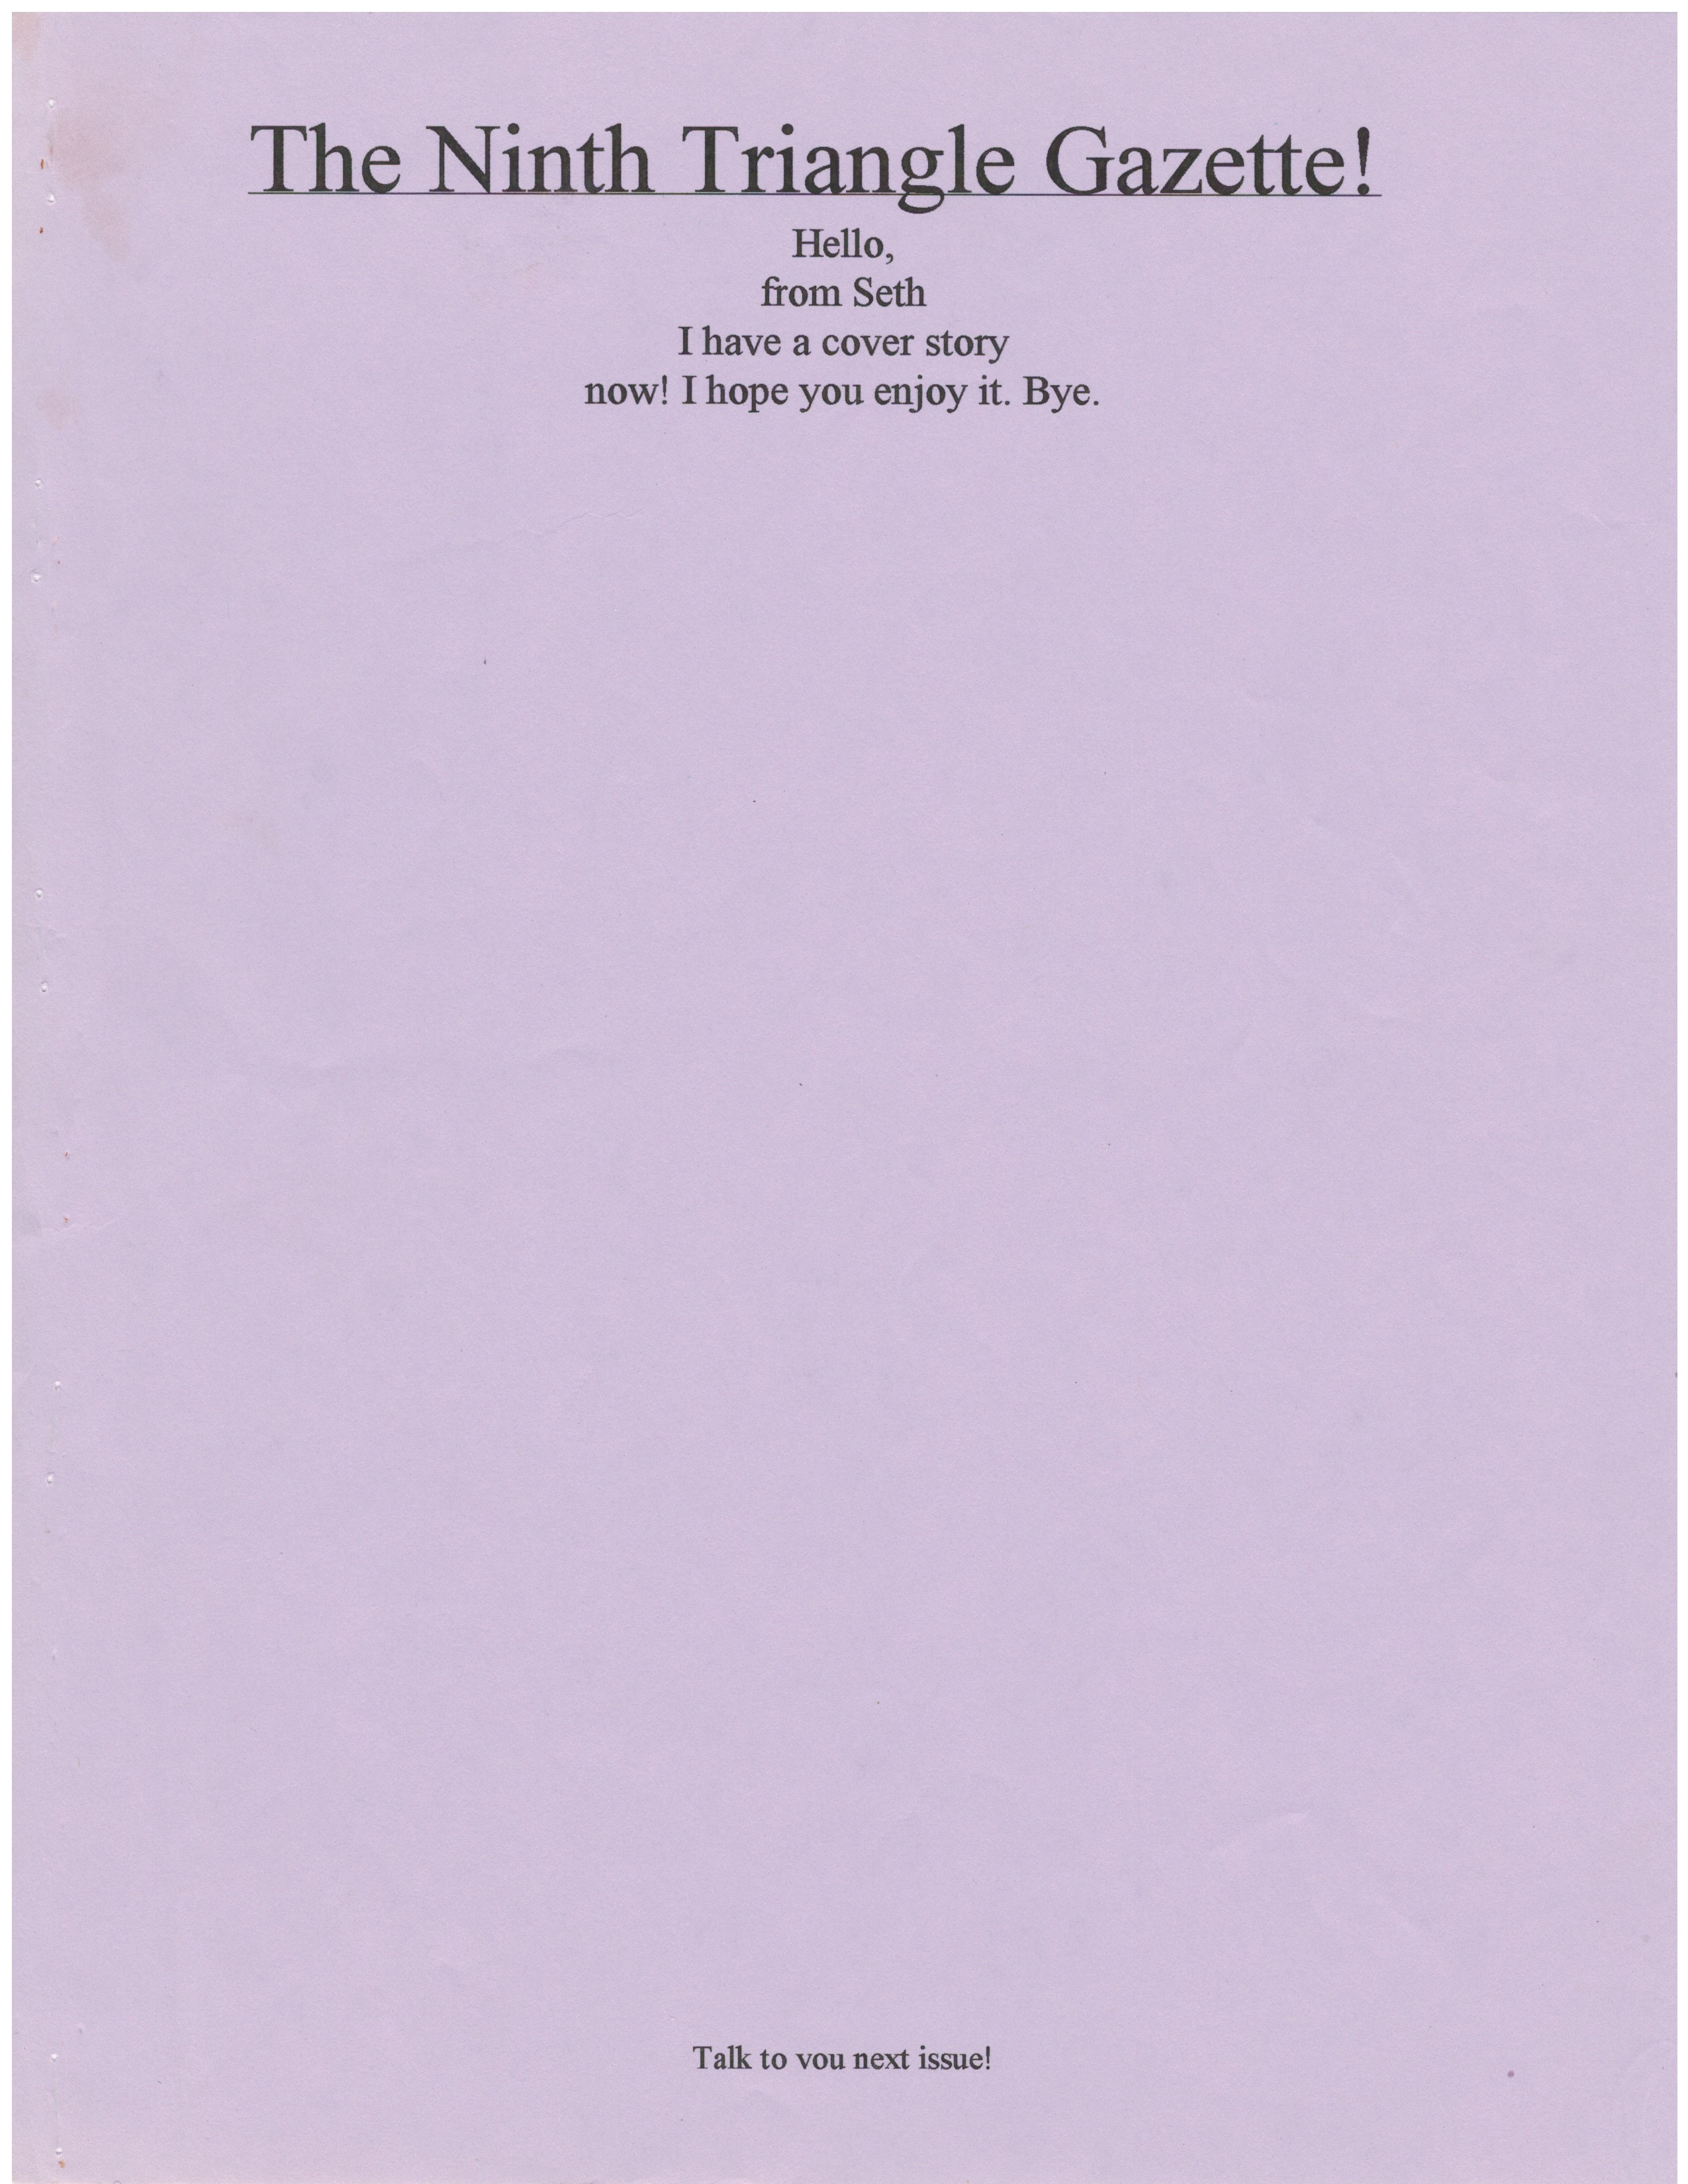 The Ninth Triangle Gazette!
Hello,
from Seth
I have a cover story
now! I hope you enjoy it. Bye.
Talk to vou next issue!